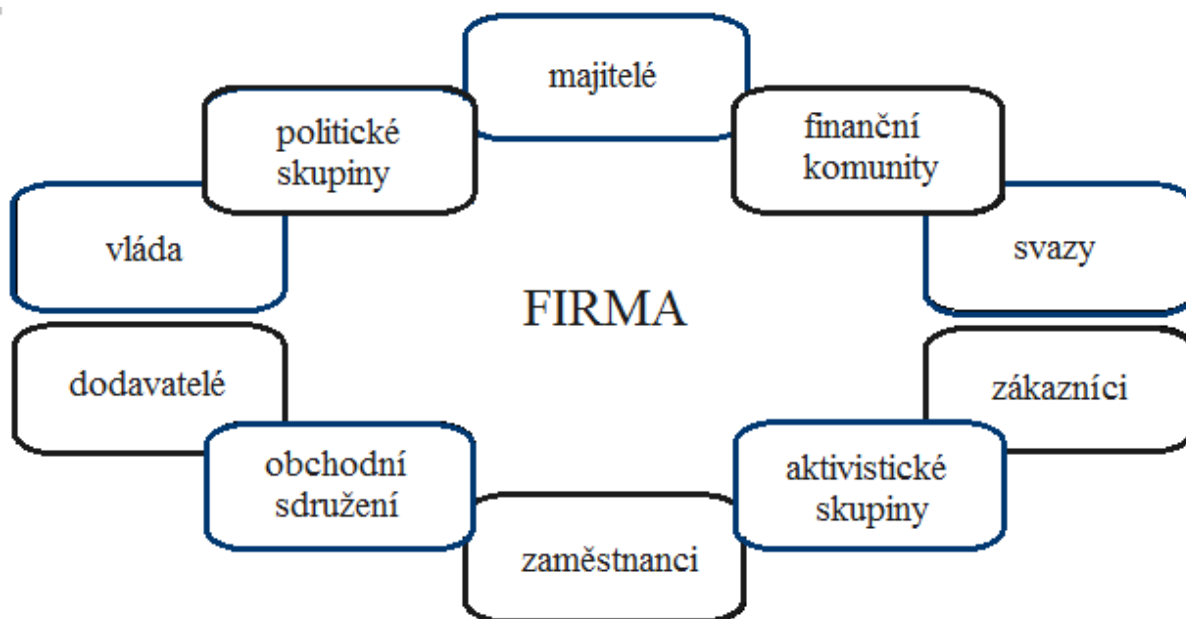 majitelé
politické
skupiny
finanční
komunity
vláda
svazy
FIRMA
dodavatelé
zákazníci
obchodní
sdružení
aktivistické
skupiny
zaměstnanci